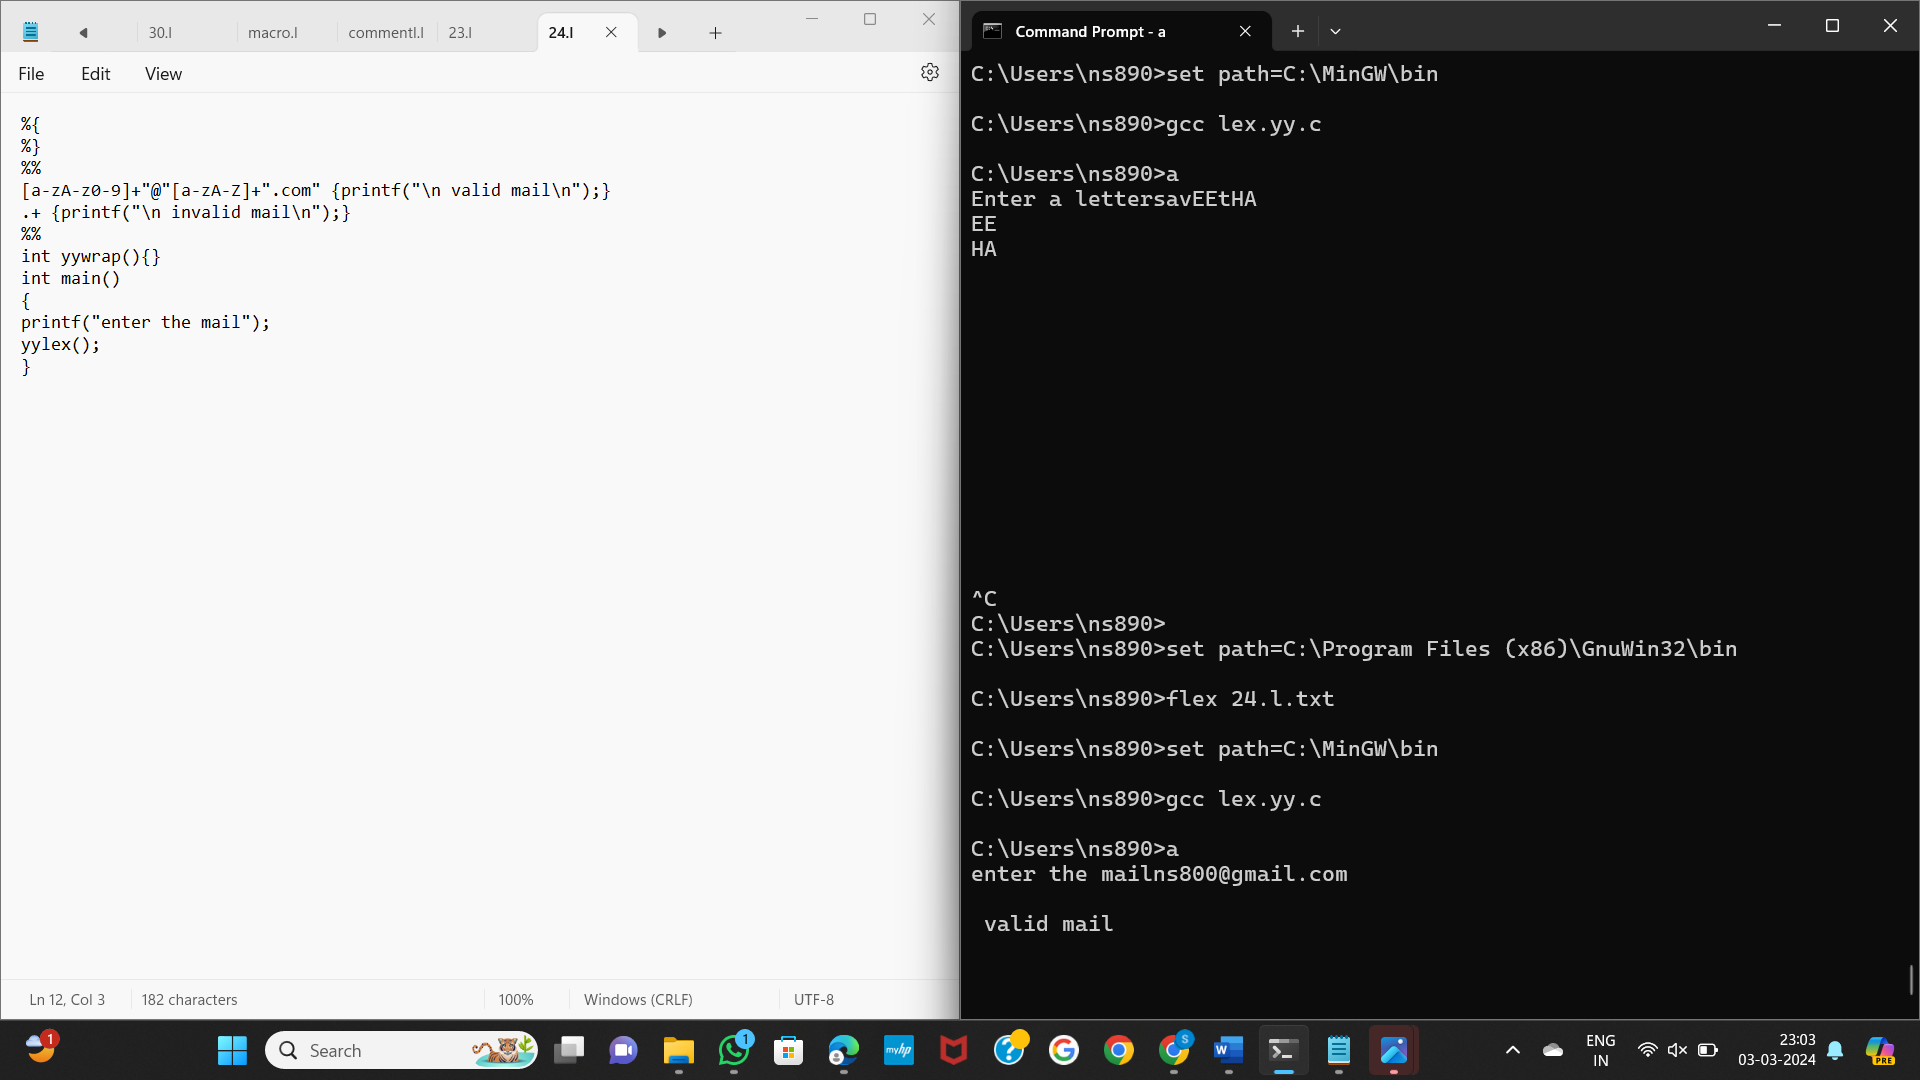 30.l
macro.l
commentl.l
23.l
24.l
File
Edit
View
%{
%}
%%
[a-zA-z0-9]+"@"[a-zA-Z]+".com" {printf("\n valid mail\n");}
.+ {printf("\n invalid mail\n");}
%%
int yywrap(){}
int main()
{
printf("enter the mail");
yylex();
}
Ln 12, Col 3
182 characters
100%
Windows (CRLF)
UTF-8
Command Prompt - a
C:\Users\ns890>set path=C:\MinGW\bin
C:\Users\ns890>gcc lex.yy.c
C:\Users\ns890>a
Enter a lettersavEEtHA
EE
HA
^C
C:\Users\ns890>
C:\Users\ns890>set path=C:\Program Files (x86)\GnuWin32\bin
C:\Users\ns890>flex 24.l.txt
C:\Users\ns890>set path=C:\MinGW\bin
C:\Users\ns890>gcc lex.yy.c
C:\Users\ns890>a
enter the mailns800@gmail.com
 valid mail
1
Search
1
myhp
S
W
ENG
IN
23:03
03-03-2024
PRE